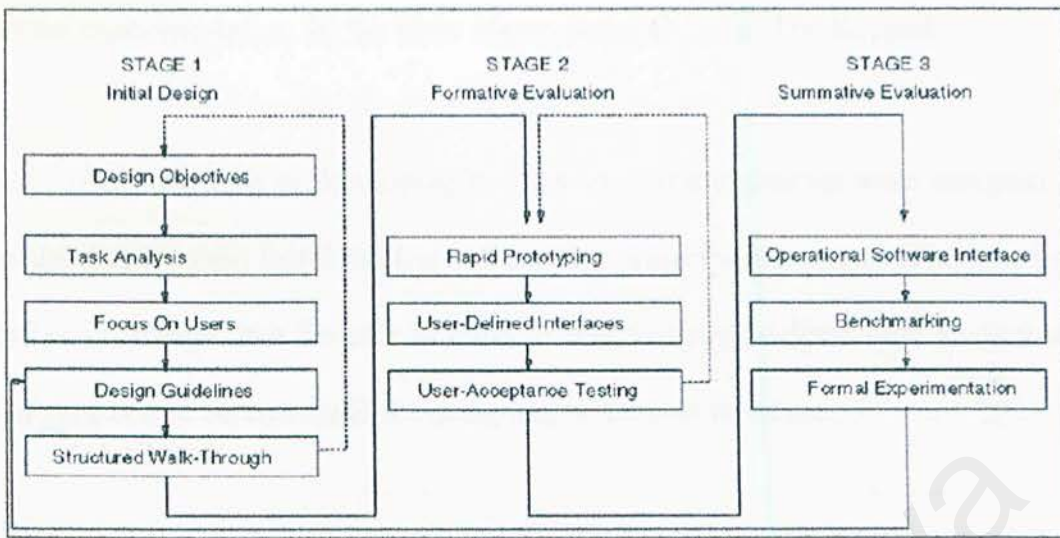 STAGE 1
Initial Design
Design Objectives
Task Analysis
Focus On Users
Design Guidelines
Structured Walk-Through
STAGE 2
Formative Evaluation
Rapid Prototyping
User-Defined Interfaces
User-Acceptance Testing
STAGE 3
Summative Evaluation
Operational Software Interface
Benchmarking
Formal Experimentation